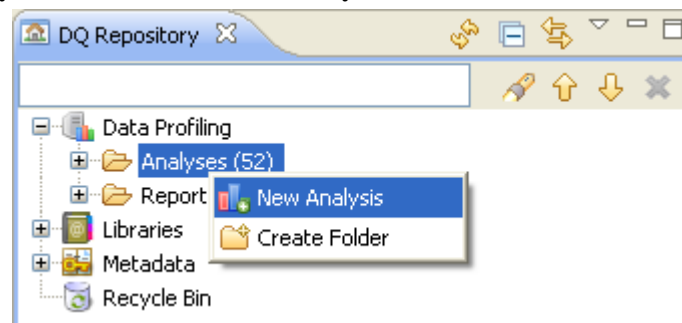 DQ Repository
Data Profiling
Analyses (52)
Report
New Analysis
Libraries
Create Folder
Metadata
Recycle Bin